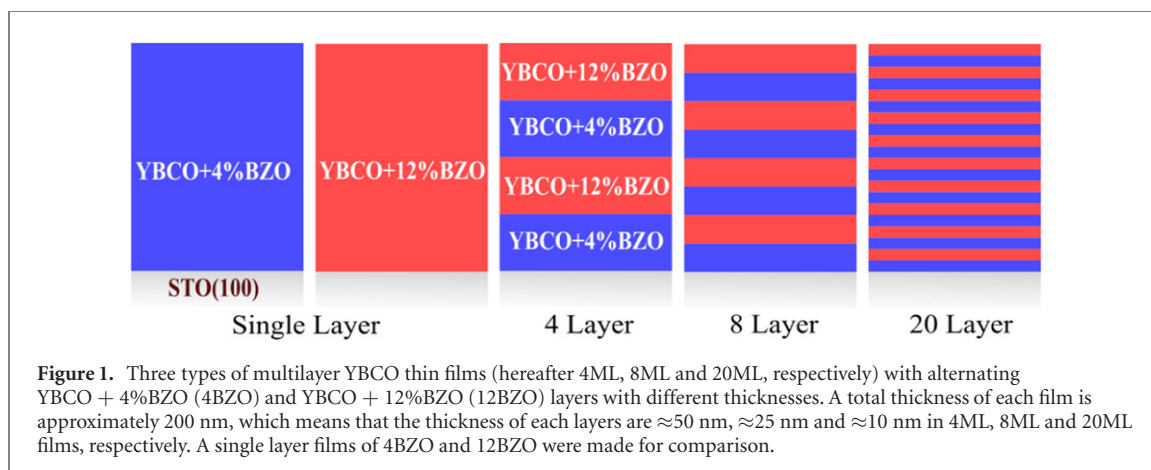 YBCO+4%BZO
YBCO+12%BZO
YBCO+12%BZO
YBCO+4%BZO
YBCO+12%BZO
YBCO+4%BZO
STO(100)
Single Layer
4 Layer
8 Layer
20 Layer
Figure 1. Three types of multilayer YBCO thin films (hereafter 4ML, 8ML and 20ML, respectively) with alternating
YBCO + 4%BZO (4BZO) and YBCO + 12%BZO (12BZO) layers with different thicknesses. A total thickness of each film is
approximately 200 nm, which means that the thickness of each layers are ≈50 nm, ≈25 nm and ≈10 nm in 4ML, 8ML and 20ML
films, respectively. A single layer films of 4BZO and 12BZO were made for comparison.